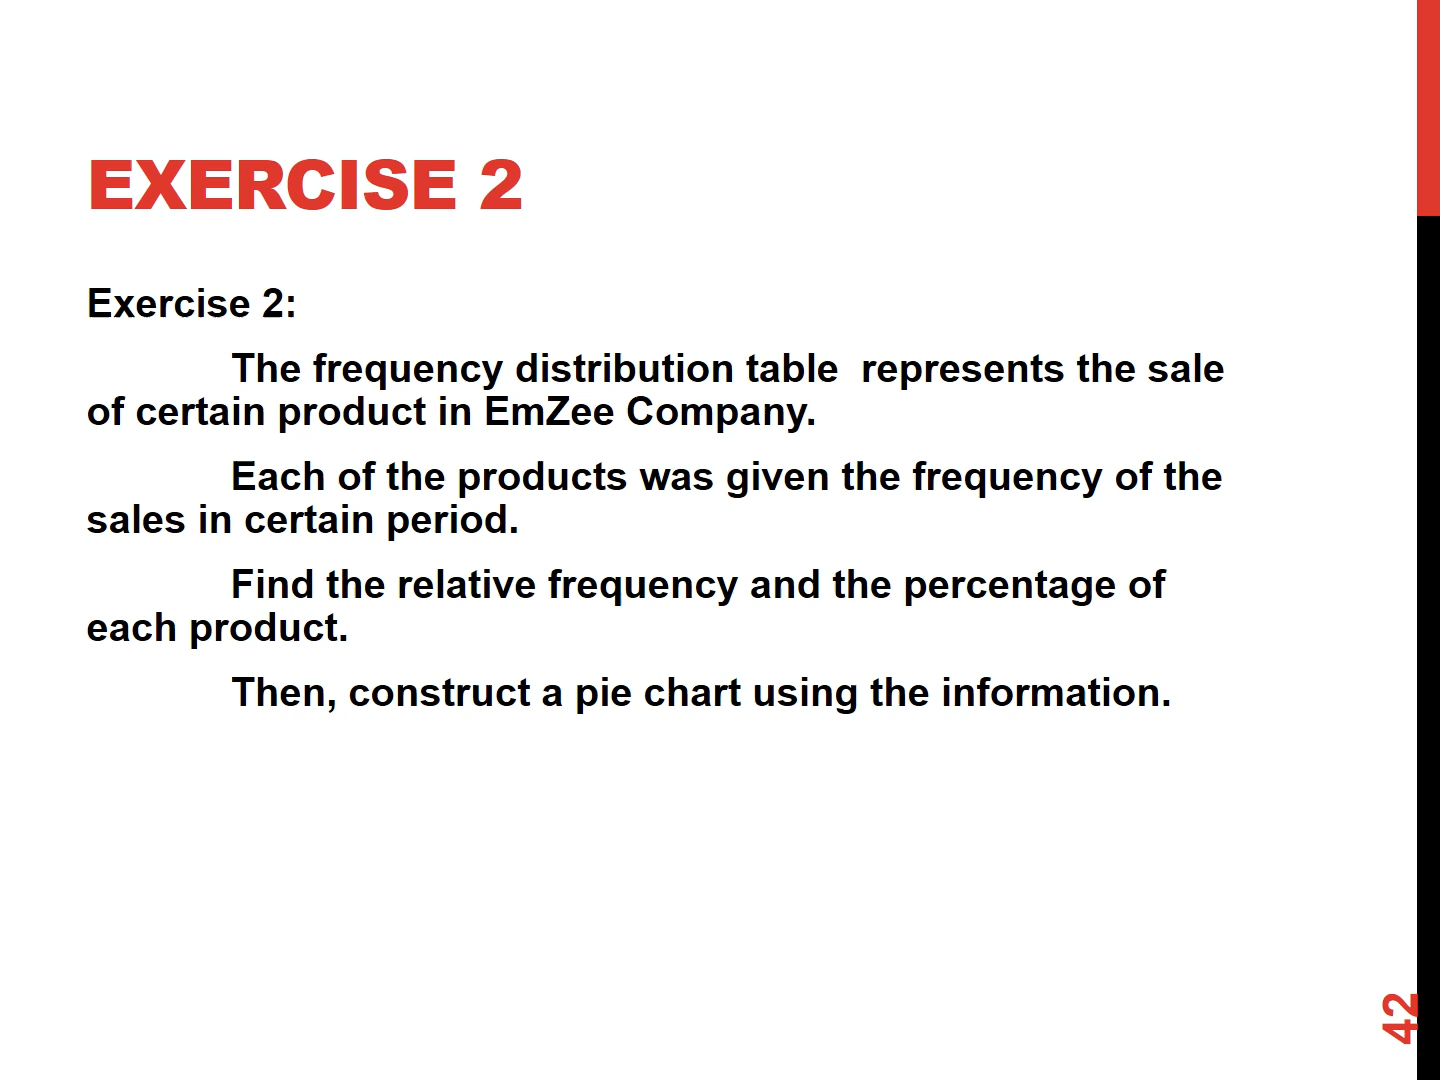 EXERCISE 2
Exercise 2:
The frequency distribution table  represents the sale
of certain product in EmZee Company.
Each of the products was given the frequency of the
sales in certain period.
Find the relative frequency and the percentage of
each product.
Then, construct a pie chart using the information.
42